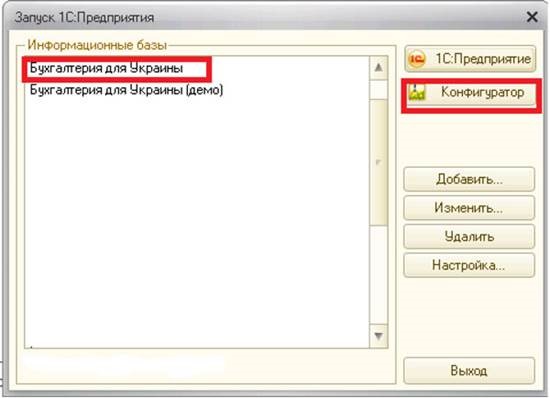 Запуск 1С:Предприятия
Информационные базы
Бухгалтерия для Украины
Бухгалтерия для Украины (демо)
1С:Предприятие
Конфигуратор
Добавить...
Изменить...
Удалить
Настройка...
Выход